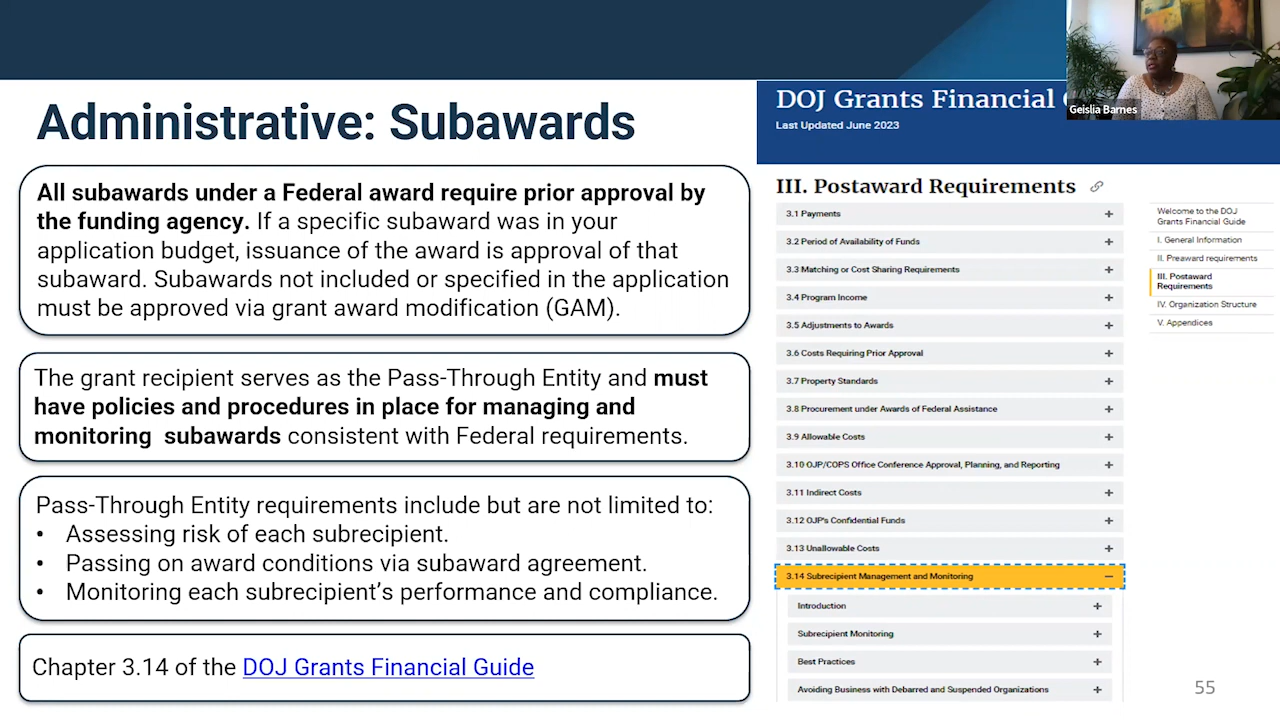 Administrative: Subawards
All subawards under a Federal award require prior approval by
the funding agency. If a specific subaward was in your
application budget, issuance of the award is approval of that
subaward. Subawards not included or specified in the application
must be approved via grant award modification (GAM).
The grant recipient serves as the Pass-Through Entity and must
have policies and procedures in place for managing and
monitoring subawards consistent with Federal requirements.
Pass-Through Entity requirements include but are not limited to:
• Assessing risk of each subrecipient.
• Passing on award conditions via subaward agreement.
• Monitoring each subrecipient's performance and compliance.
Chapter 3.14 of the DOJ Grants Financial Guide
DOJ Grants Financial
Last Updated June 2023
III. Postaward Requirements
3.1 Payments
3.2 Period of Availability of Funds
3.3 Matching or Cost Sharing Requirements
3.4 Program Income
3.5 Adjustments to Awards
3.6 Costs Requiring Prior Approval
3.7 Property Standards
3.8 Procurement under Awards of Federal Assistance
3.9 Allowable Costs
3.10 OJP/COPS Office Conference Approval, Planning, and Reporting
3.11 Indirect Costs
3.12 OJP's Confidential Funds
3.13 Unallowable Costs
3.14 Subrecipient Management and Monitoring
Introduction
Subrecipient Monitoring
Best Practices
Avoiding Business with Debarred and Suspended Organizations
Welcome to the DOJ
Grants Financial Guide
I. General Information
II. Preaward requirements
III. Postaward
Requirements
IV. Organization Structure
V. Appendices
Geislia Barnes
55